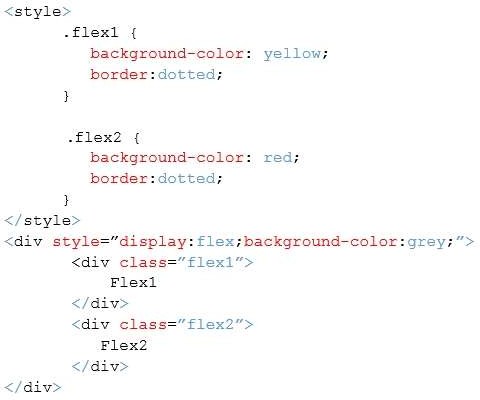 <style>
.flex1 {
background-color: yellow;
border:dotted;
}
.flex2 {
background-color: red;
border:dotted;
}
</style>
<div style=”display:flex;background-color:grey;”>
<div class=”flex1”>
Flex1
</div>
<div class=”flex2”>
Flex2
</div>
</div>